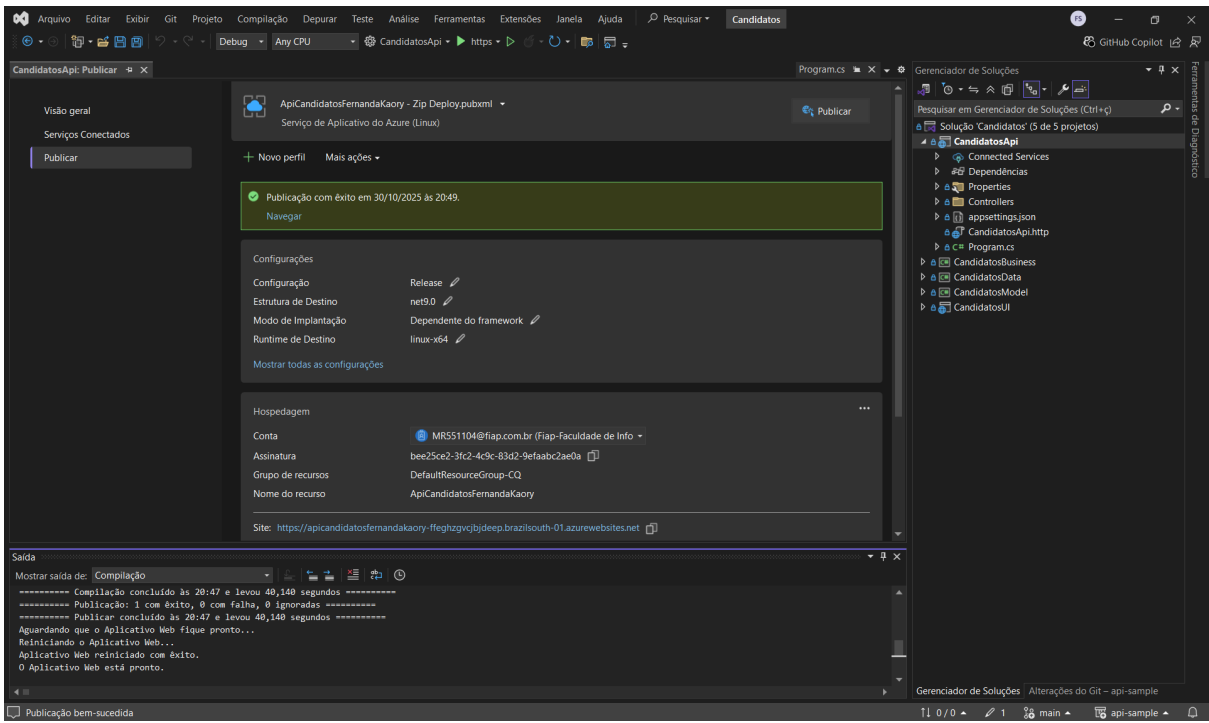 Arquivo Editar Exibir Git Projeto Compilação Depurar Teste Análise Ferramentas Extensões Janela Ajuda Pesquisar Candidatos FS
Debug Any CPU CandidatosApi https GitHub Copilot
CandidatosApi: Publicar Program.cs
Visão geral
Serviços Conectados
Publicar
ApiCandidatosFernandaKaory - Zip Deploy.pubxml
Serviço de Aplicativo do Azure (Linux)
Publicar
Novo perfil Mais ações
Publicação com êxito em 30/10/2025 às 20:49.
Navegar
Configurações
Configuração Release
Estrutura de Destino net9.0
Modo de Implantação Dependente do framework
Runtime de Destino linux-x64
Mostrar todas as configurações
Hospedagem
Conta MR551104@fiap.com.br (Fiap-Faculdade de Info
Assinatura bee25ce2-3fc2-4c9c-83d2-9efaabc2ae0a
Grupo de recursos DefaultResourceGroup-CQ
Nome do recurso ApiCandidatosFernandaKaory
Site: https://apicandidatosfernandakaory-ffeghzgvcjbjdeep.brazilsouth-01.azurewebsites.net
Gerenciador de Soluções
Pesquisar em Gerenciador de Soluções (Ctrl+ç)
Solução 'Candidatos' (5 de 5 projetos)
CandidatosApi
Connected Services
Dependências
Properties
Controllers
appsettings.json
CandidatosApi.http
C# Program.cs
CandidatosBusiness
CandidatosData
CandidatosModel
CandidatosUI
Ferramentas de Diagnóstico
Saída
Mostrar saída de: Compilação
========== Compilação concluído às 20:47 e levou 40,140 segundos ==========
========== Publicação: 1 com êxito, 0 com falha, 0 ignoradas ==========
========== Publicar concluído às 20:47 e levou 40,140 segundos ==========
Aguardando que o Aplicativo Web fique pronto...
Reiniciando o Aplicativo Web...
Aplicativo Web reiniciado com êxito.
O Aplicativo Web está pronto.
Gerenciador de Soluções Alterações do Git – api-sample
Publicação bem-sucedida 0 / 0 1 main api-sample